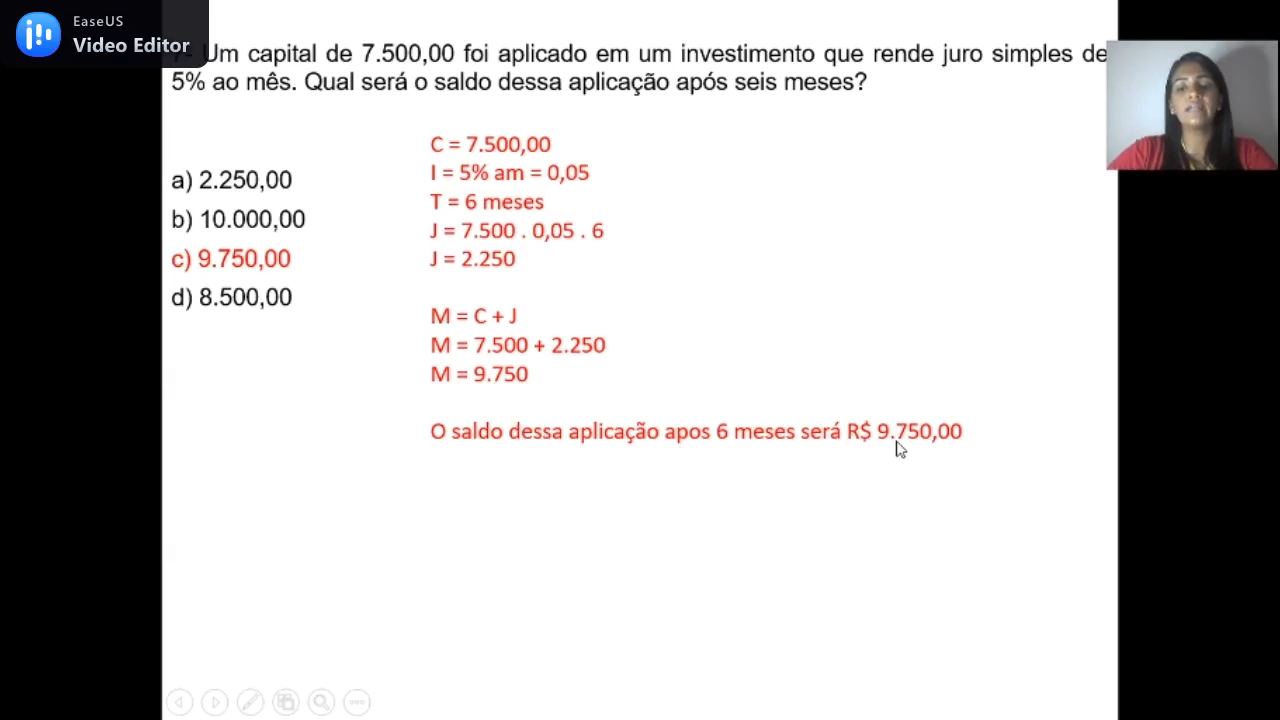 EaseUS
Video Editor
Um capital de 7.500,00 foi aplicado em um investimento que rende juro simples de
5% ao mês. Qual será o saldo dessa aplicação após seis meses?
a) 2.250,00
b) 10.000,00
c) 9.750,00
d) 8.500,00
C = 7.500,00
I = 5% am = 0,05
T = 6 meses
J = 7.500 . 0,05 . 6
J = 2.250
M = C + J
M = 7.500 + 2.250
M = 9.750
O saldo dessa aplicação apos 6 meses será R$ 9.750,00